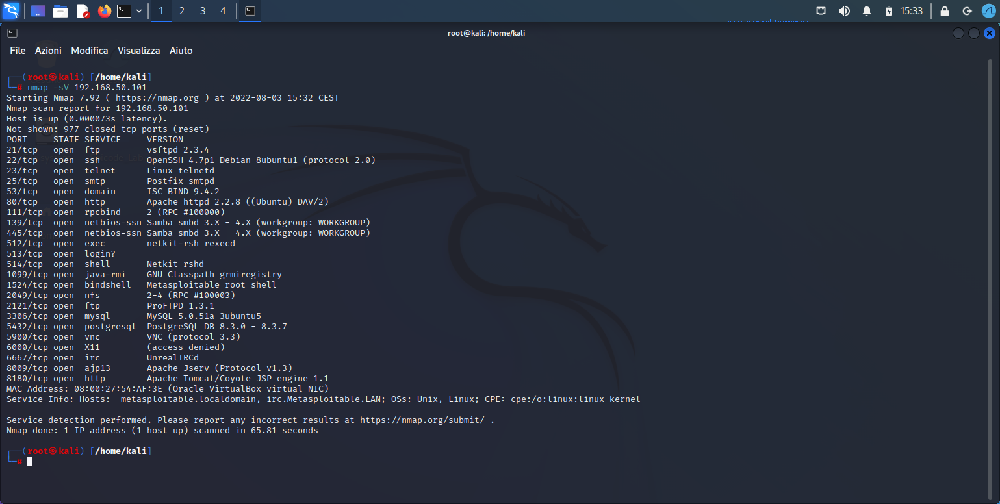 1 2 3 4 15:33
root@kali: /home/kali
File Azioni Modifica Visualizza Aiuto
┌──(root㉿kali)-[/home/kali]
└─# nmap -sV 192.168.50.101
Starting Nmap 7.92 ( https://nmap.org ) at 2022-08-03 15:32 CEST
Nmap scan report for 192.168.50.101
Host is up (0.000073s latency).
Not shown: 977 closed tcp ports (reset)
PORT     STATE SERVICE     VERSION
21/tcp   open  ftp         vsftpd 2.3.4
22/tcp   open  ssh         OpenSSH 4.7p1 Debian 8ubuntu1 (protocol 2.0)
23/tcp   open  telnet      Linux telnetd
25/tcp   open  smtp        Postfix smtpd
53/tcp   open  domain      ISC BIND 9.4.2
80/tcp   open  http        Apache httpd 2.2.8 ((Ubuntu) DAV/2)
111/tcp  open  rpcbind     2 (RPC #100000)
139/tcp  open  netbios-ssn Samba smbd 3.X - 4.X (workgroup: WORKGROUP)
445/tcp  open  netbios-ssn Samba smbd 3.X - 4.X (workgroup: WORKGROUP)
512/tcp  open  exec        netkit-rsh rexecd
513/tcp  open  login?
514/tcp  open  shell       Netkit rshd
1099/tcp open  java-rmi    GNU Classpath grmiregistry
1524/tcp open  bindshell   Metasploitable root shell
2049/tcp open  nfs         2-4 (RPC #100003)
2121/tcp open  ftp         ProFTPD 1.3.1
3306/tcp open  mysql       MySQL 5.0.51a-3ubuntu5
5432/tcp open  postgresql  PostgreSQL DB 8.3.0 - 8.3.7
5900/tcp open  vnc         VNC (protocol 3.3)
6000/tcp open  X11         (access denied)
6667/tcp open  irc         UnrealIRCd
8009/tcp open  ajp13       Apache Jserv (Protocol v1.3)
8180/tcp open  http        Apache Tomcat/Coyote JSP engine 1.1
MAC Address: 08:00:27:54:AF:3E (Oracle VirtualBox virtual NIC)
Service Info: Hosts:  metasploitable.localdomain, irc.Metasploitable.LAN; OSs: Unix, Linux; CPE: cpe:/o:linux:linux_kernel
Service detection performed. Please report any incorrect results at https://nmap.org/submit/ .
Nmap done: 1 IP address (1 host up) scanned in 65.81 seconds
┌──(root㉿kali)-[/home/kali]
└─#